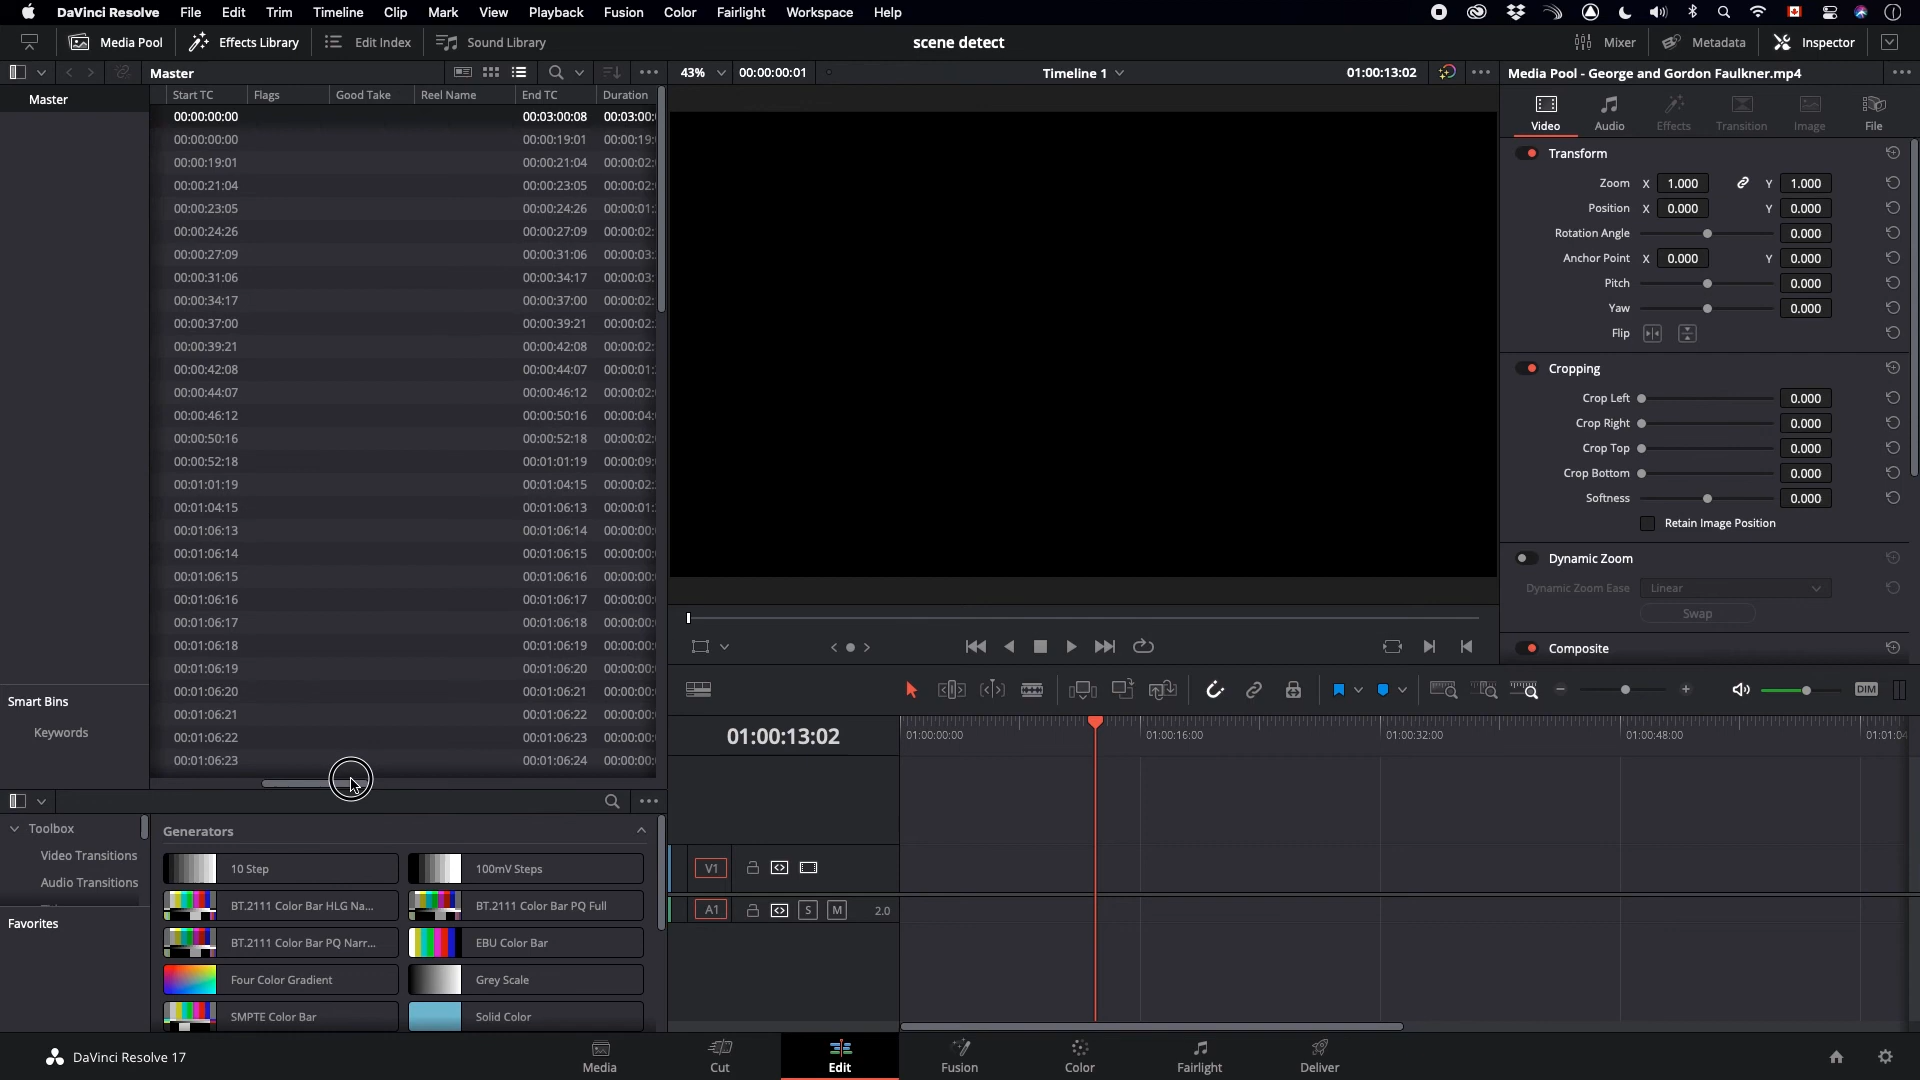 DaVinci Resolve File Edit Trim Timeline Clip Mark View Playback Fusion Color Fairlight Workspace Help
Media Pool Effects Library Edit Index Sound Library scene detect Mixer Metadata Inspector
Master 43% 00:00:00:01 Timeline 1 01:00:13:02 Media Pool - George and Gordon Faulkner.mp4
Master
Start TC Flags Good Take Reel Name End TC Duration
00:00:00:00 00:03:00:08 00:03:00:
00:00:00:00 00:00:19:01 00:00:19:
00:00:19:01 00:00:21:04 00:00:02:
00:00:21:04 00:00:23:05 00:00:02:
00:00:23:05 00:00:24:26 00:00:01:
00:00:24:26 00:00:27:09 00:00:02:
00:00:27:09 00:00:31:06 00:00:03:
00:00:31:06 00:00:34:17 00:00:03:
00:00:34:17 00:00:37:00 00:00:02:
00:00:37:00 00:00:39:21 00:00:02:
00:00:39:21 00:00:42:08 00:00:02:
00:00:42:08 00:00:44:07 00:00:01:
00:00:44:07 00:00:46:12 00:00:02:
00:00:46:12 00:00:50:16 00:00:04:
00:00:50:16 00:00:52:18 00:00:02:
00:00:52:18 00:01:01:19 00:00:09:
00:01:01:19 00:01:04:15 00:00:02:
00:01:04:15 00:01:06:13 00:00:01:
00:01:06:13 00:01:06:14 00:00:00:
00:01:06:14 00:01:06:15 00:00:00:
00:01:06:15 00:01:06:16 00:00:00:
00:01:06:16 00:01:06:17 00:00:00:
00:01:06:17 00:01:06:18 00:00:00:
00:01:06:18 00:01:06:19 00:00:00:
00:01:06:19 00:01:06:20 00:00:00:
00:01:06:20 00:01:06:21 00:00:00:
00:01:06:21 00:01:06:22 00:00:00:
00:01:06:22 00:01:06:23 00:00:00:
00:01:06:23 00:01:06:24 00:00:00:
Smart Bins
Keywords
Video Audio Effects Transition Image File
Transform
Zoom X 1.000 Y 1.000
Position X 0.000 Y 0.000
Rotation Angle 0.000
Anchor Point X 0.000 Y 0.000
Pitch 0.000
Yaw 0.000
Flip
Cropping
Crop Left 0.000
Crop Right 0.000
Crop Top 0.000
Crop Bottom 0.000
Softness 0.000
Retain Image Position
Dynamic Zoom
Dynamic Zoom Ease Linear
Swap
Composite
DIM
01:00:13:02 01:00:00:00 01:00:16:00 01:00:32:00 01:00:48:00 01:01:04
V1
A1 S M 2.0
Toolbox
Video Transitions
Audio Transitions
Favorites
Generators
10 Step 100mV Steps
BT.2111 Color Bar HLG Na... BT.2111 Color Bar PQ Full
BT.2111 Color Bar PQ Narr... EBU Color Bar
Four Color Gradient Grey Scale
SMPTE Color Bar Solid Color
DaVinci Resolve 17 Media Cut Edit Fusion Color Fairlight Deliver